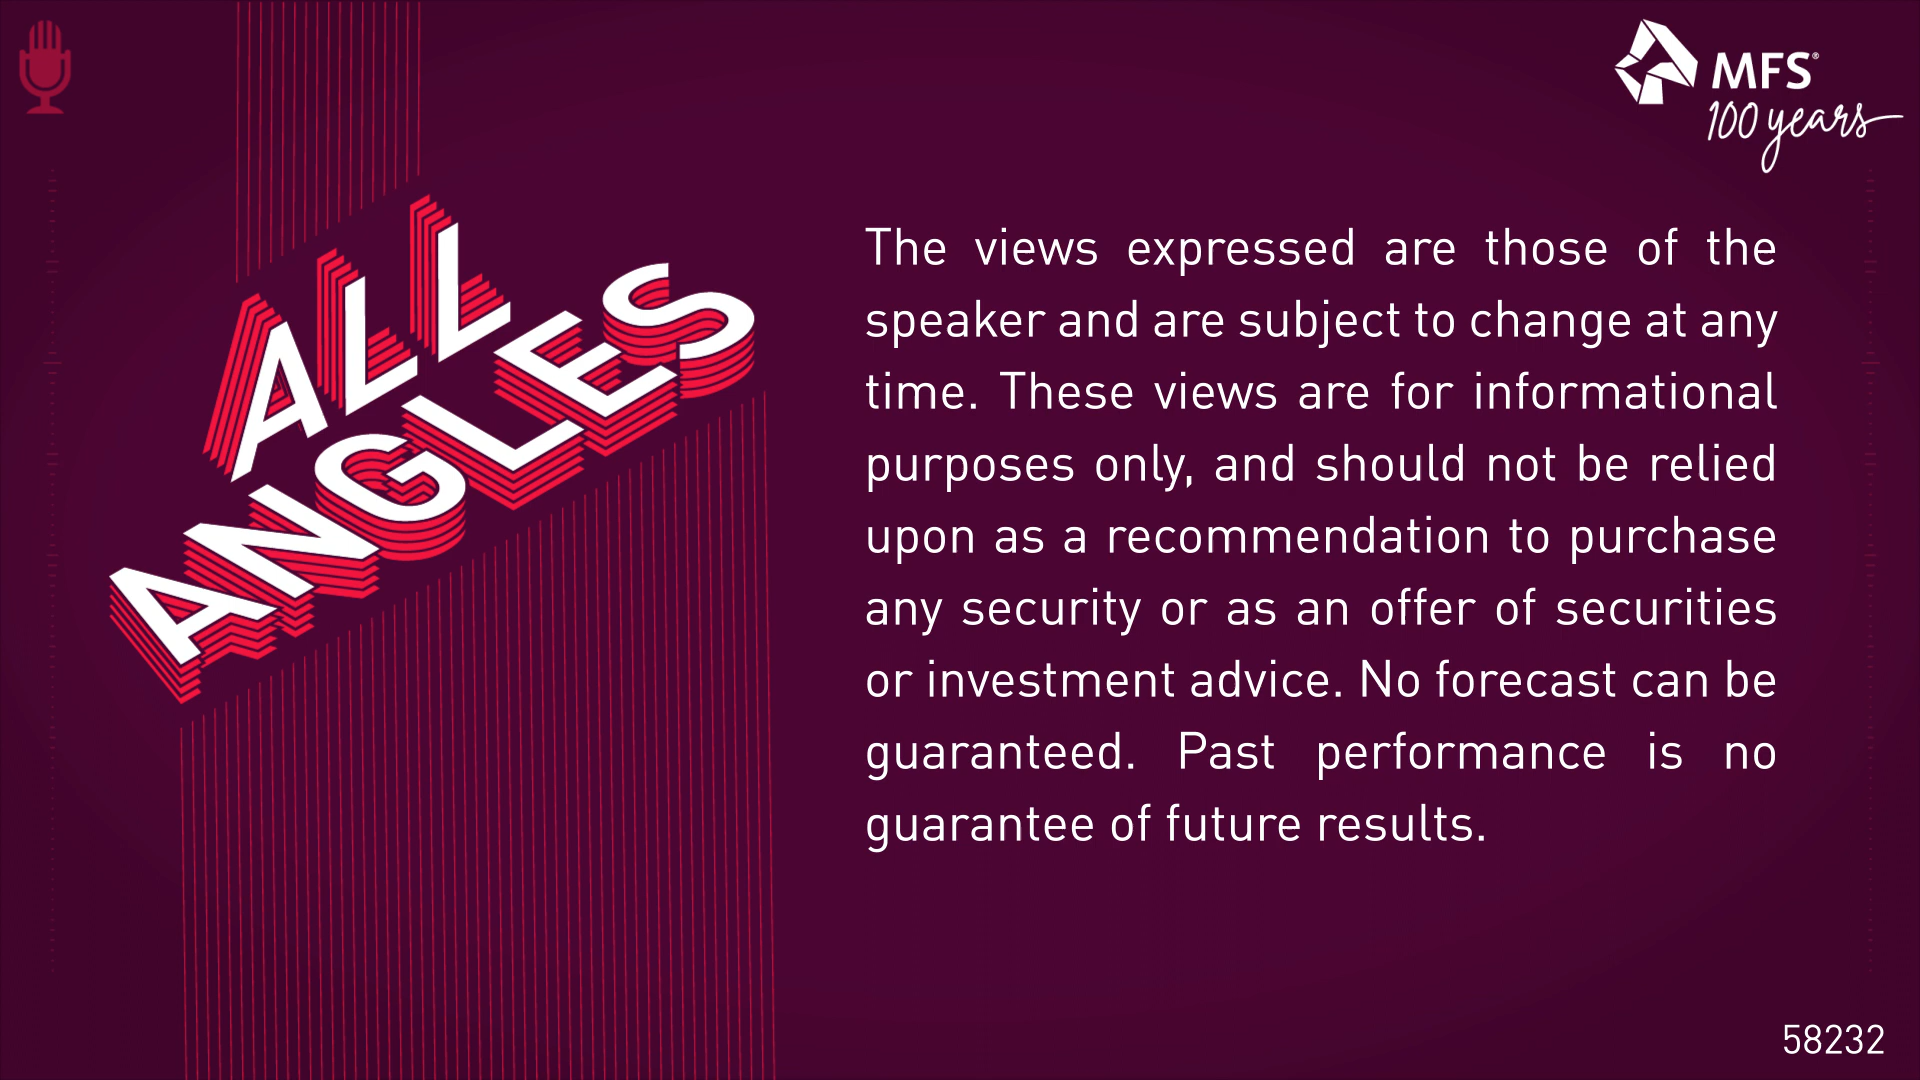 MFS®
100 years
ALL
ANGLES
The views expressed are those of the
speaker and are subject to change at any
time. These views are for informational
purposes only, and should not be relied
upon as a recommendation to purchase
any security or as an offer of securities
or investment advice. No forecast can be
guaranteed. Past performance is no
guarantee of future results.
58232